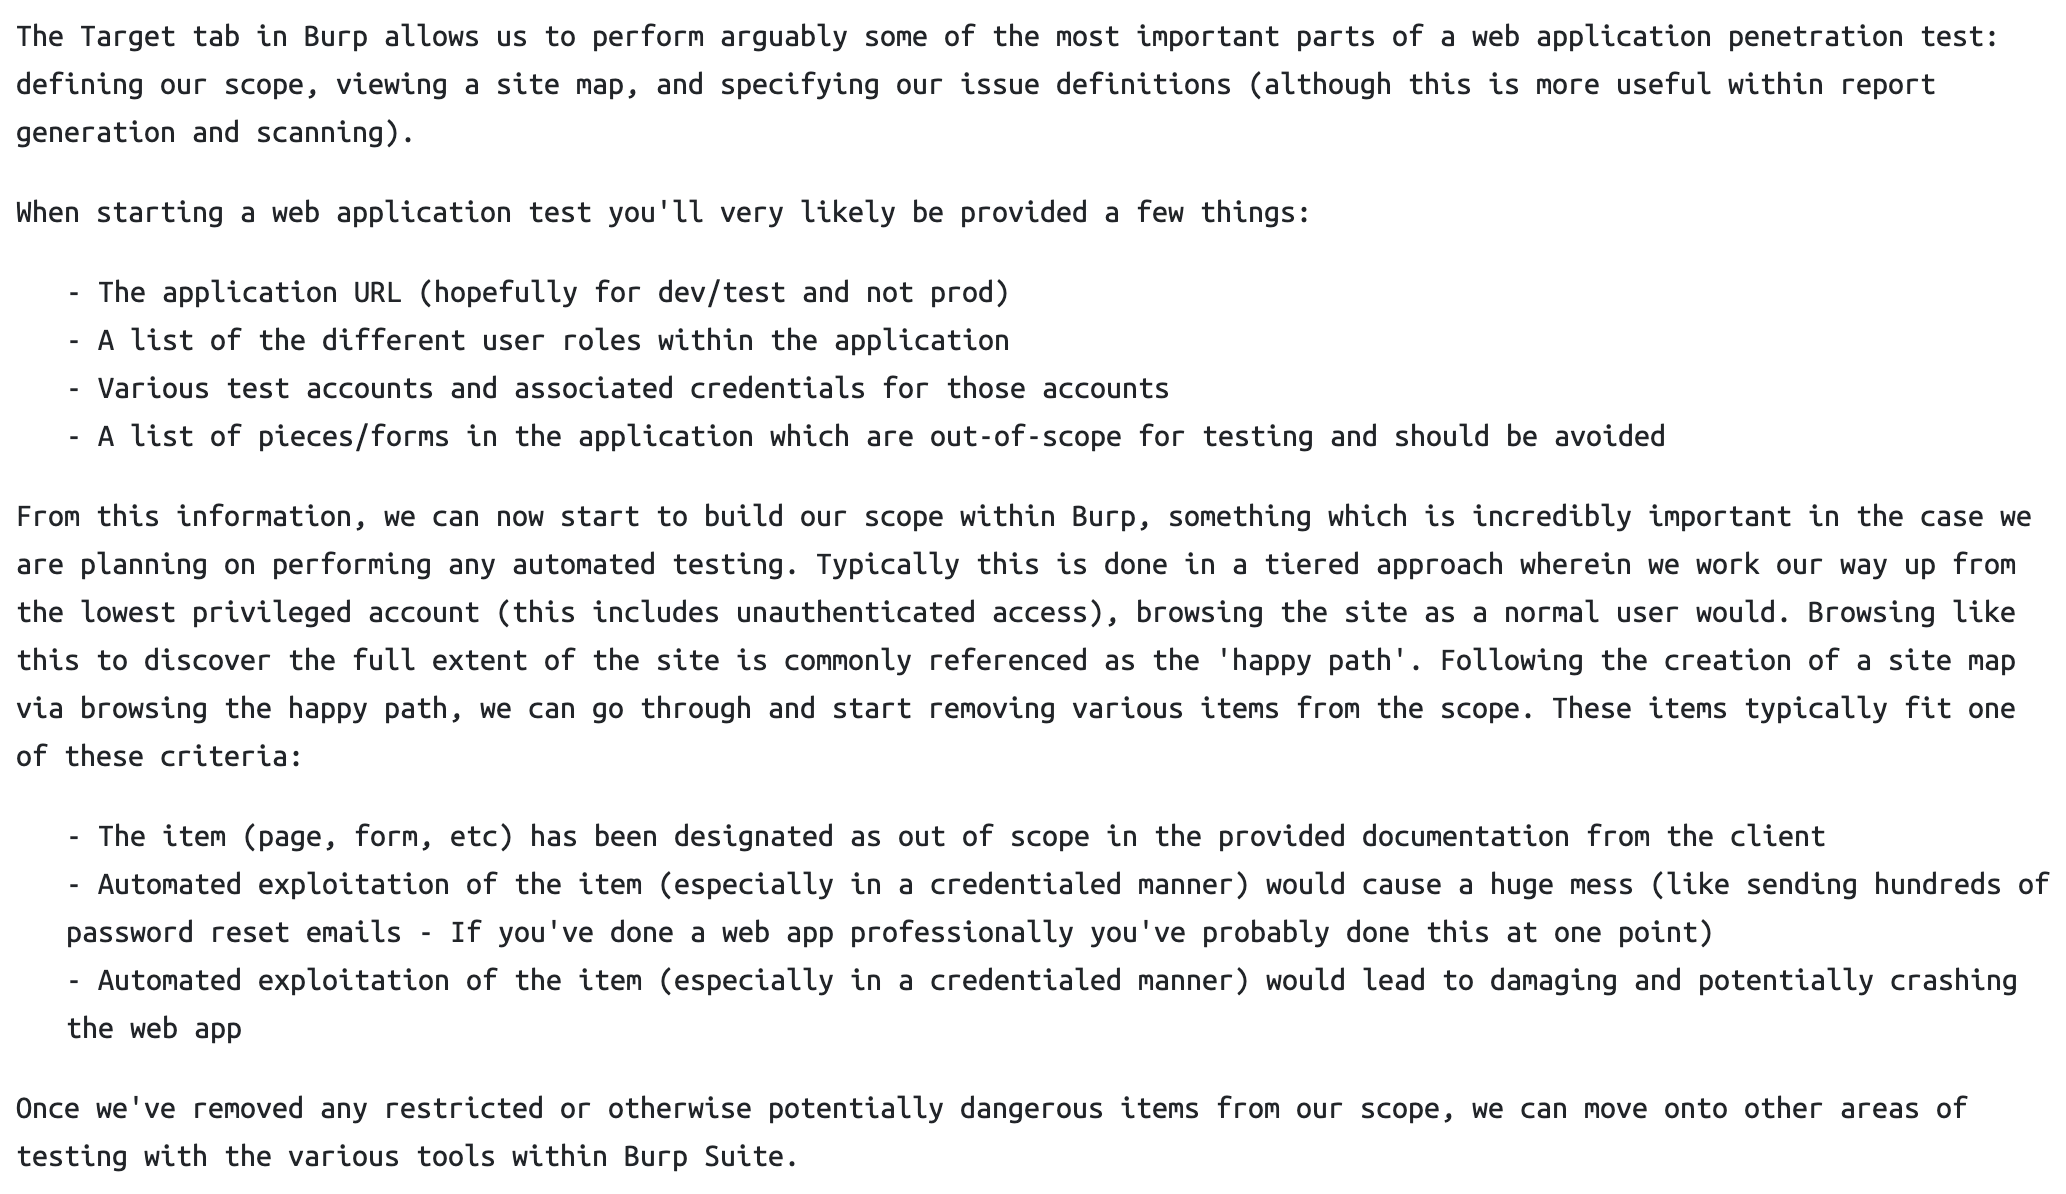 The Target tab in Burp allows us to perform arguably some of the most important parts of a web application penetration test:
defining our scope, viewing a site map, and specifying our issue definitions (although this is more useful within report
generation and scanning).
When starting a web application test you'll very likely be provided a few things:
- The application URL (hopefully for dev/test and not prod)
- A list of the different user roles within the application
- Various test accounts and associated credentials for those accounts
- A list of pieces/forms in the application which are out-of-scope for testing and should be avoided
From this information, we can now start to build our scope within Burp, something which is incredibly important in the case we
are planning on performing any automated testing. Typically this is done in a tiered approach wherein we work our way up from
the lowest privileged account (this includes unauthenticated access), browsing the site as a normal user would. Browsing like
this to discover the full extent of the site is commonly referenced as the 'happy path'. Following the creation of a site map
via browsing the happy path, we can go through and start removing various items from the scope. These items typically fit one
of these criteria:
- The item (page, form, etc) has been designated as out of scope in the provided documentation from the client
- Automated exploitation of the item (especially in a credentialed manner) would cause a huge mess (like sending hundreds of
password reset emails - If you've done a web app professionally you've probably done this at one point)
- Automated exploitation of the item (especially in a credentialed manner) would lead to damaging and potentially crashing
the web app
Once we've removed any restricted or otherwise potentially dangerous items from our scope, we can move onto other areas of
testing with the various tools within Burp Suite.